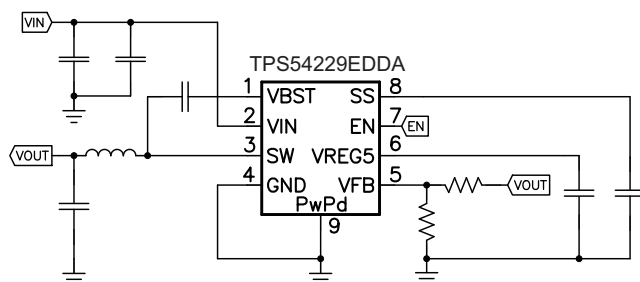 VIN
TPS54229EDDA
1 VBST SS 8
2 VIN EN 7 EN
3 SW VREG5 6
VOUT
4 GND VFB 5 VOUT
PwPd
9